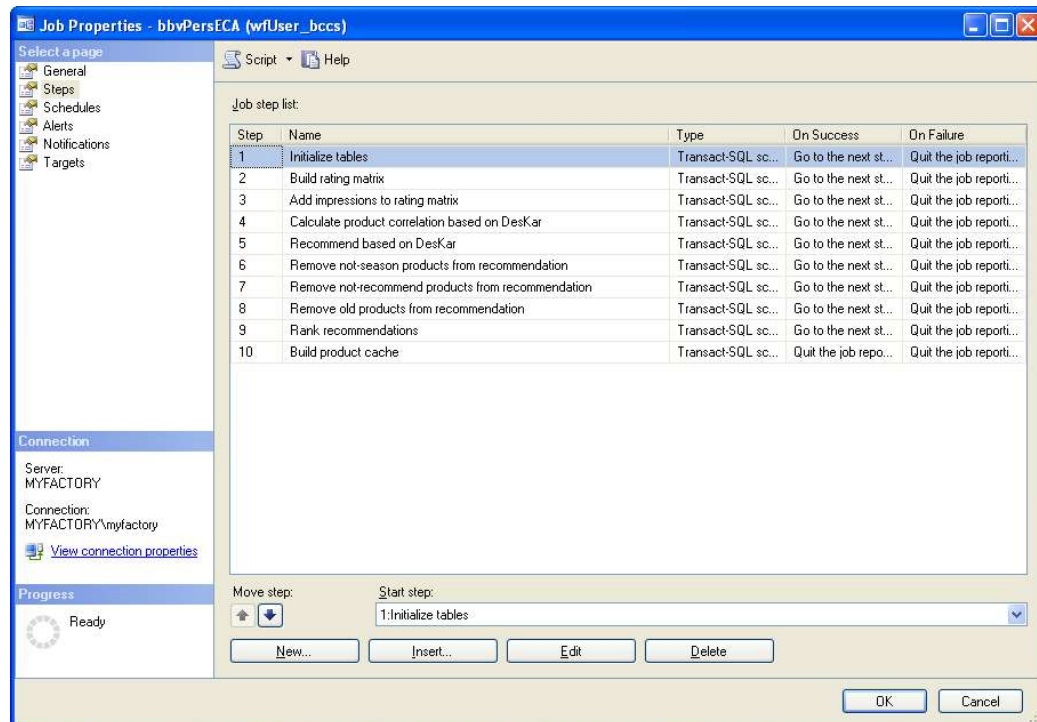 Job Properties - bbvPersECA (wfUser_bccs)
Select a page
General
Steps
Schedules
Alerts
Notifications
Targets
Script Help
Job step list:
Step Name Type On Success On Failure
1 Initialize tables Transact-SQL sc... Go to the next st... Quit the job reporti...
2 Build rating matrix Transact-SQL sc... Go to the next st... Quit the job reporti...
3 Add impressions to rating matrix Transact-SQL sc... Go to the next st... Quit the job reporti...
4 Calculate product correlation based on DesKar Transact-SQL sc... Go to the next st... Quit the job reporti...
5 Recommend based on DesKar Transact-SQL sc... Go to the next st... Quit the job reporti...
6 Remove not-season products from recommendation Transact-SQL sc... Go to the next st... Quit the job reporti...
7 Remove not-recommend products from recommendation Transact-SQL sc... Go to the next st... Quit the job reporti...
8 Remove old products from recommendation Transact-SQL sc... Go to the next st... Quit the job reporti...
9 Rank recommendations Transact-SQL sc... Go to the next st... Quit the job reporti...
10 Build product cache Transact-SQL sc... Quit the job repo... Quit the job reporti...
Connection
Server:
MYFACTORY
Connection:
MYFACTORY\myfactory
View connection properties
Progress
Ready
Move step: Start step:
1:Initialize tables
New... Insert... Edit Delete
OK Cancel